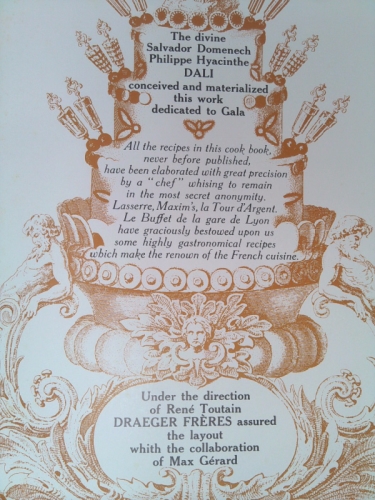 The divine
Salvador Domenech
Philippe Hyacinthe
DALI
conceived and materialized
this work
dedicated to Gala
All the recipes in this cook book,
never before published,
have been elaborated with great precision
by a "chef" whising to remain
in the most secret anonymity.
Lasserre, Maxim's, la Tour d'Argent.
Le Buffet de la gare de Lyon
have graciously bestowed upon us
some highly gastronomical recipes
which make the renown of the French cuisine.
Under the direction
of René Toutain
DRAEGER FRÈRES assured
the layout
whith the collaboration
of Max Gérard